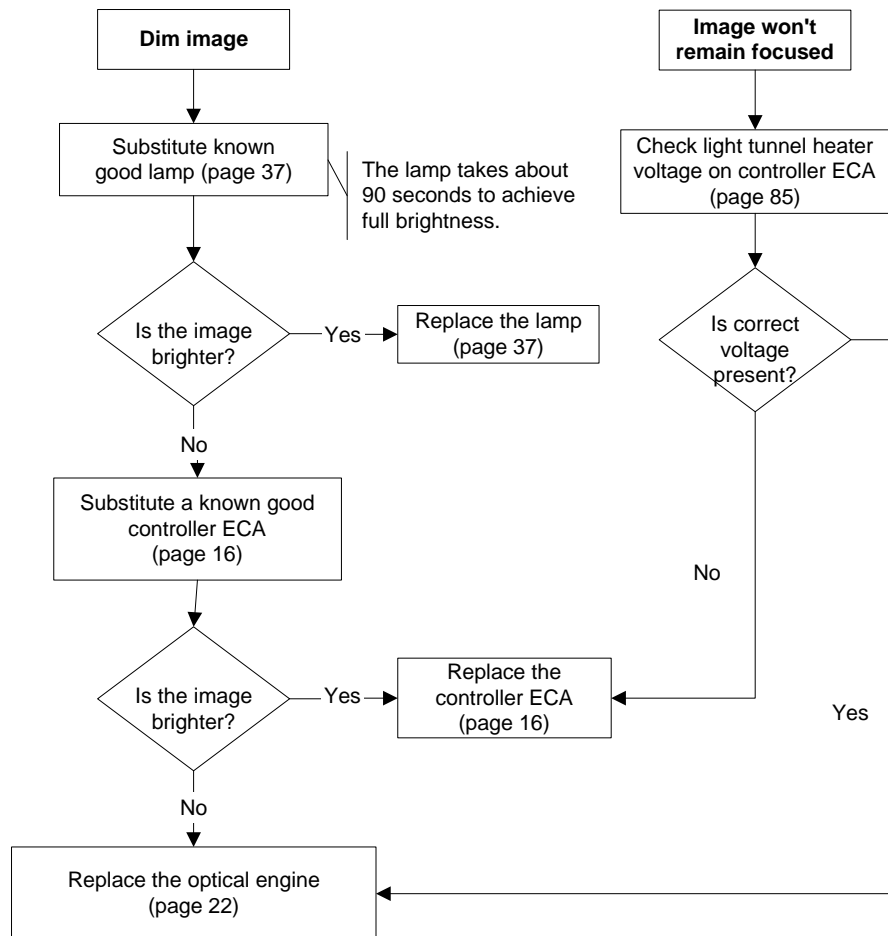 Dim image
Substitute known
good lamp (page 37)
The lamp takes about
90 seconds to achieve
full brightness.
Is the image
brighter?
Yes
Replace the lamp
(page 37)
No
Substitute a known good
controller ECA
(page 16)
Is the image
brighter?
Yes
Replace the
controller ECA
(page 16)
No
Replace the optical engine
(page 22)
Image won't
remain focused
Check light tunnel heater
voltage on controller ECA
(page 85)
Is correct
voltage
present?
No
Yes